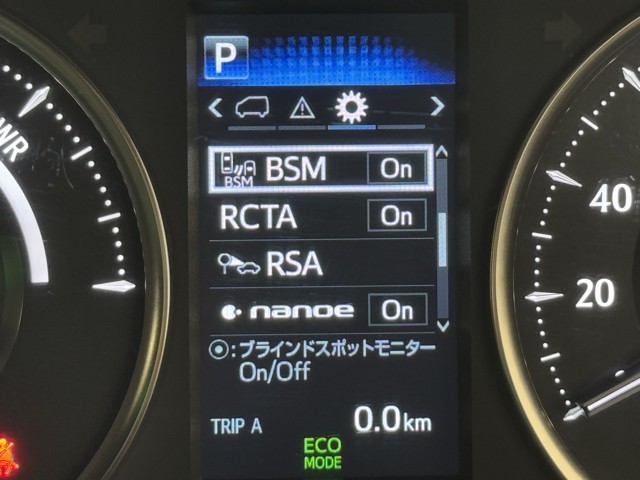 P
BSM
BSM On
RCTA On
RSA
nanoe On
:ブラインドスポットモニター
On/Off
TRIP A 0.0km
ECO
MODE
WR
40
20